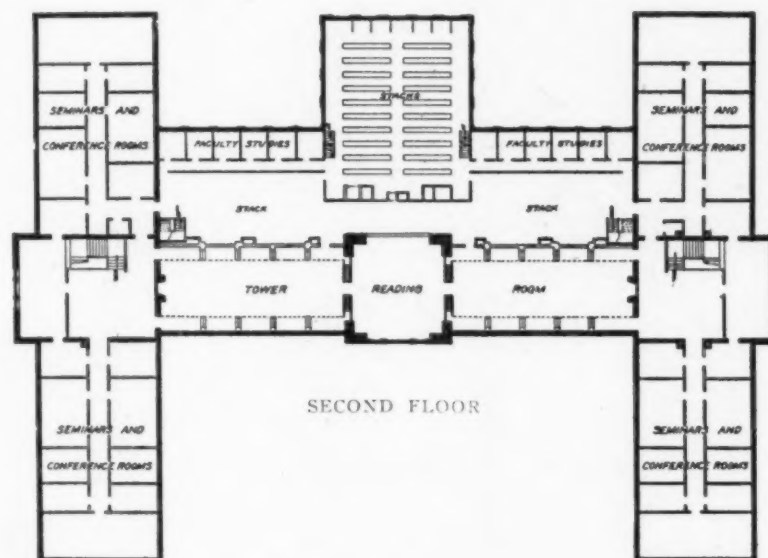 STACKS
SEMINARS AND
CONFERENCE ROOMS
SEMINARS AND
CONFERENCE ROOMS
FACULTY STUDIES
FACULTY STUDIES
STACK
STACK
TOWER READING ROOM
SECOND FLOOR
SEMINARS AND
CONFERENCE ROOMS
SEMINARS AND
CONFERENCE ROOMS